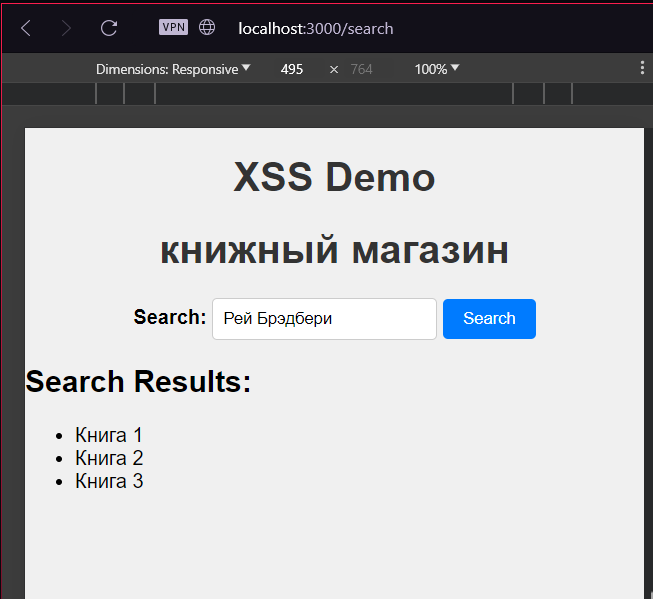 VPN localhost:3000/search
Dimensions: Responsive 495 × 764 100%
XSS Demo
книжный магазин
Search: Рей Брэдбери Search
Search Results:
• Книга 1
• Книга 2
• Книга 3